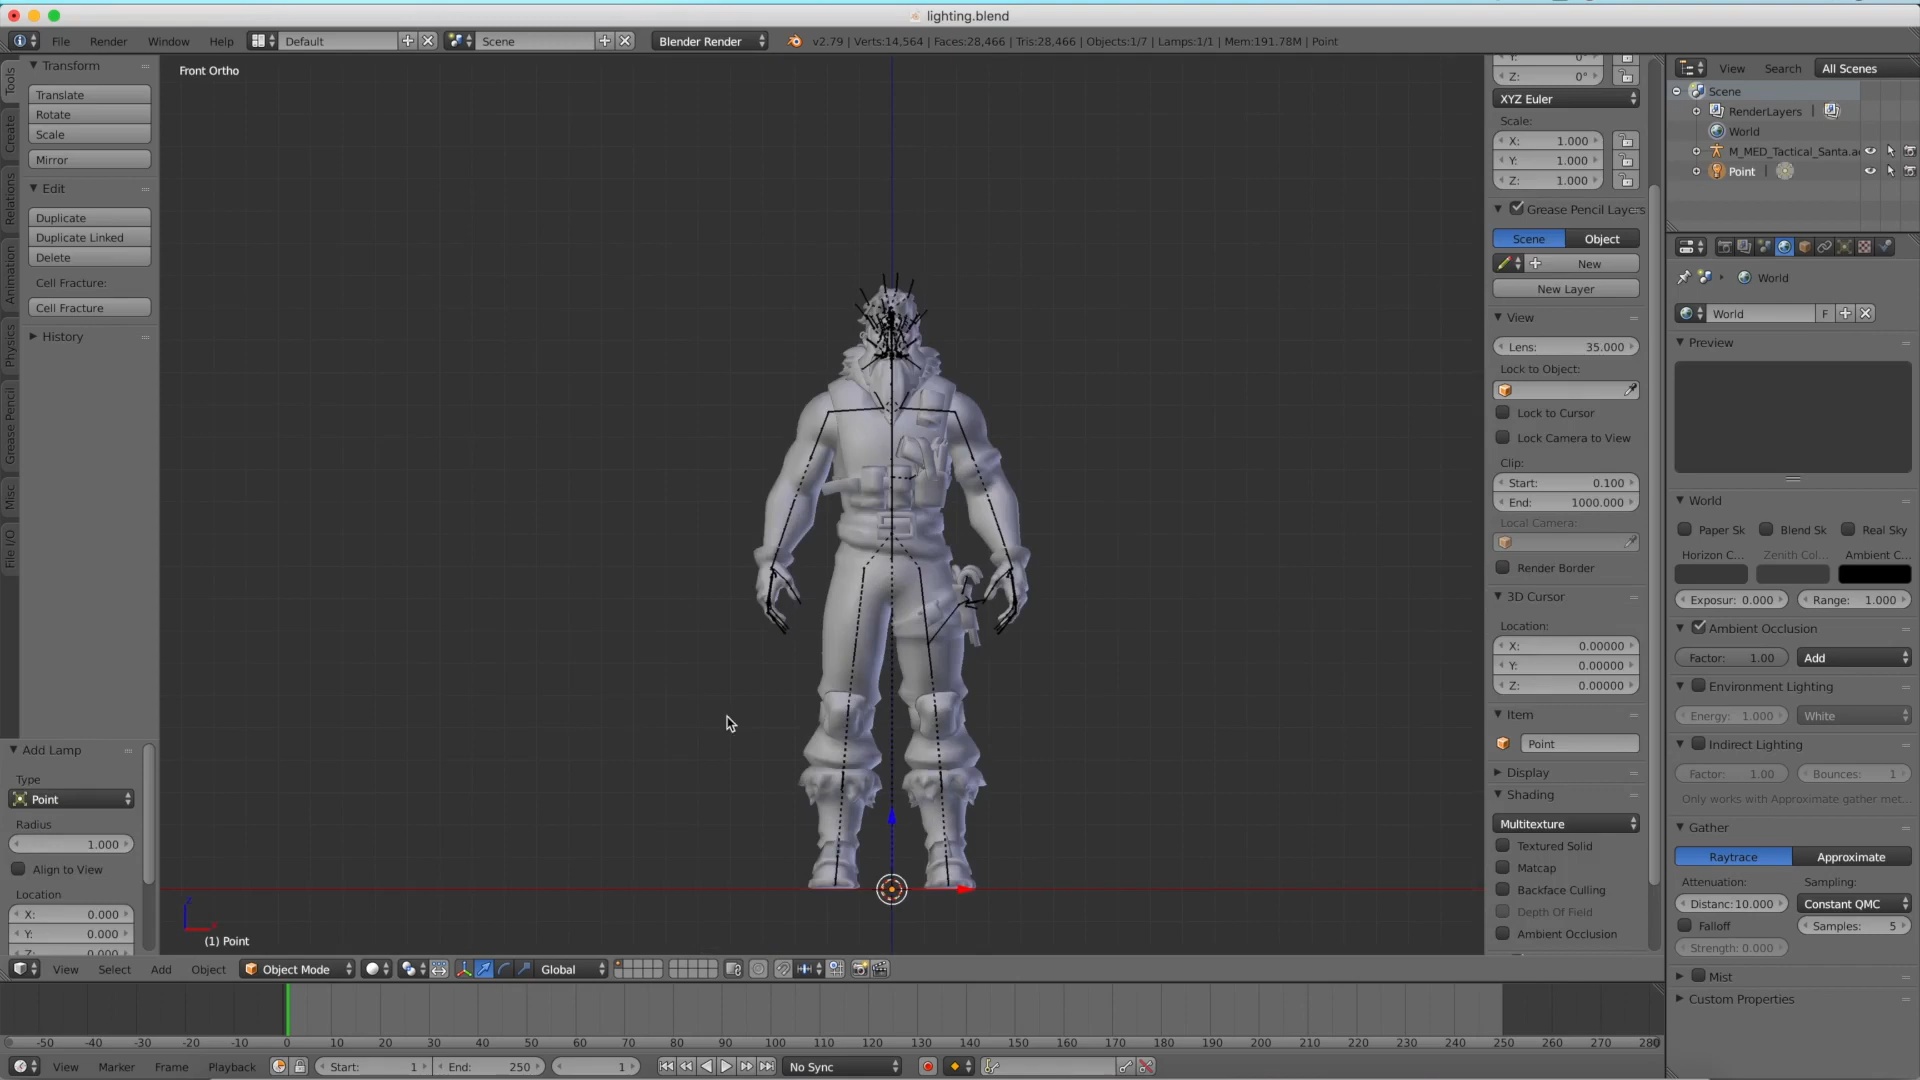 lighting.blend
File Render Window Help Default Scene Blender Render v2.79 | Verts:14,564 | Faces:28,466 | Tris:28,466 | Objects:1/7 | Lamps:1/1 | Mem:191.78M | Point
Tools
Create
Relations
Animation
Physics
Grease Pencil
Misc
File I/O
Transform
Translate
Rotate
Scale
Mirror
Edit
Duplicate
Duplicate Linked
Delete
Cell Fracture:
Cell Fracture
History
Add Lamp
Type
Point
Radius
1.000
Align to View
Location
X: 0.000
Y: 0.000
Z: 0.000
Front Ortho
(1) Point
Y: 0°
Z: 0°
XYZ Euler
Scale:
X: 1.000
Y: 1.000
Z: 1.000
Grease Pencil Layers
Scene Object
New
New Layer
View
Lens: 35.000
Lock to Object:
Lock to Cursor
Lock Camera to View
Clip:
Start: 0.100
End: 1000.000
Local Camera:
Render Border
3D Cursor
Location:
X: 0.00000
Y: 0.00000
Z: 0.00000
Item
Point
Display
Shading
Multitexture
Textured Solid
Matcap
Backface Culling
Depth Of Field
Ambient Occlusion
View Search All Scenes
Scene
RenderLayers |
World
M_MED_Tactical_Santa.a
Point |
World
World F
Preview
World
Paper Sk Blend Sk Real Sky
Horizon C... Zenith Col... Ambient C...
Exposur: 0.000 Range: 1.000
Ambient Occlusion
Factor: 1.00 Add
Environment Lighting
Energy: 1.000 White
Indirect Lighting
Factor: 1.00 Bounces: 1
Only works with Approximate gather met...
Gather
Raytrace Approximate
Attenuation: Sampling:
Distanc:10.000 Constant QMC
Falloff Samples: 5
Strength: 0.000
Mist
Custom Properties
View Select Add Object Object Mode Global
-50 -40 -30 -20 -10 0 10 20 30 40 50 60 70 80 90 100 110 120 130 140 150 160 170 180 190 200 210 220 230 240 250 260 270 280
View Marker Frame Playback Start: 1 End: 250 1 No Sync